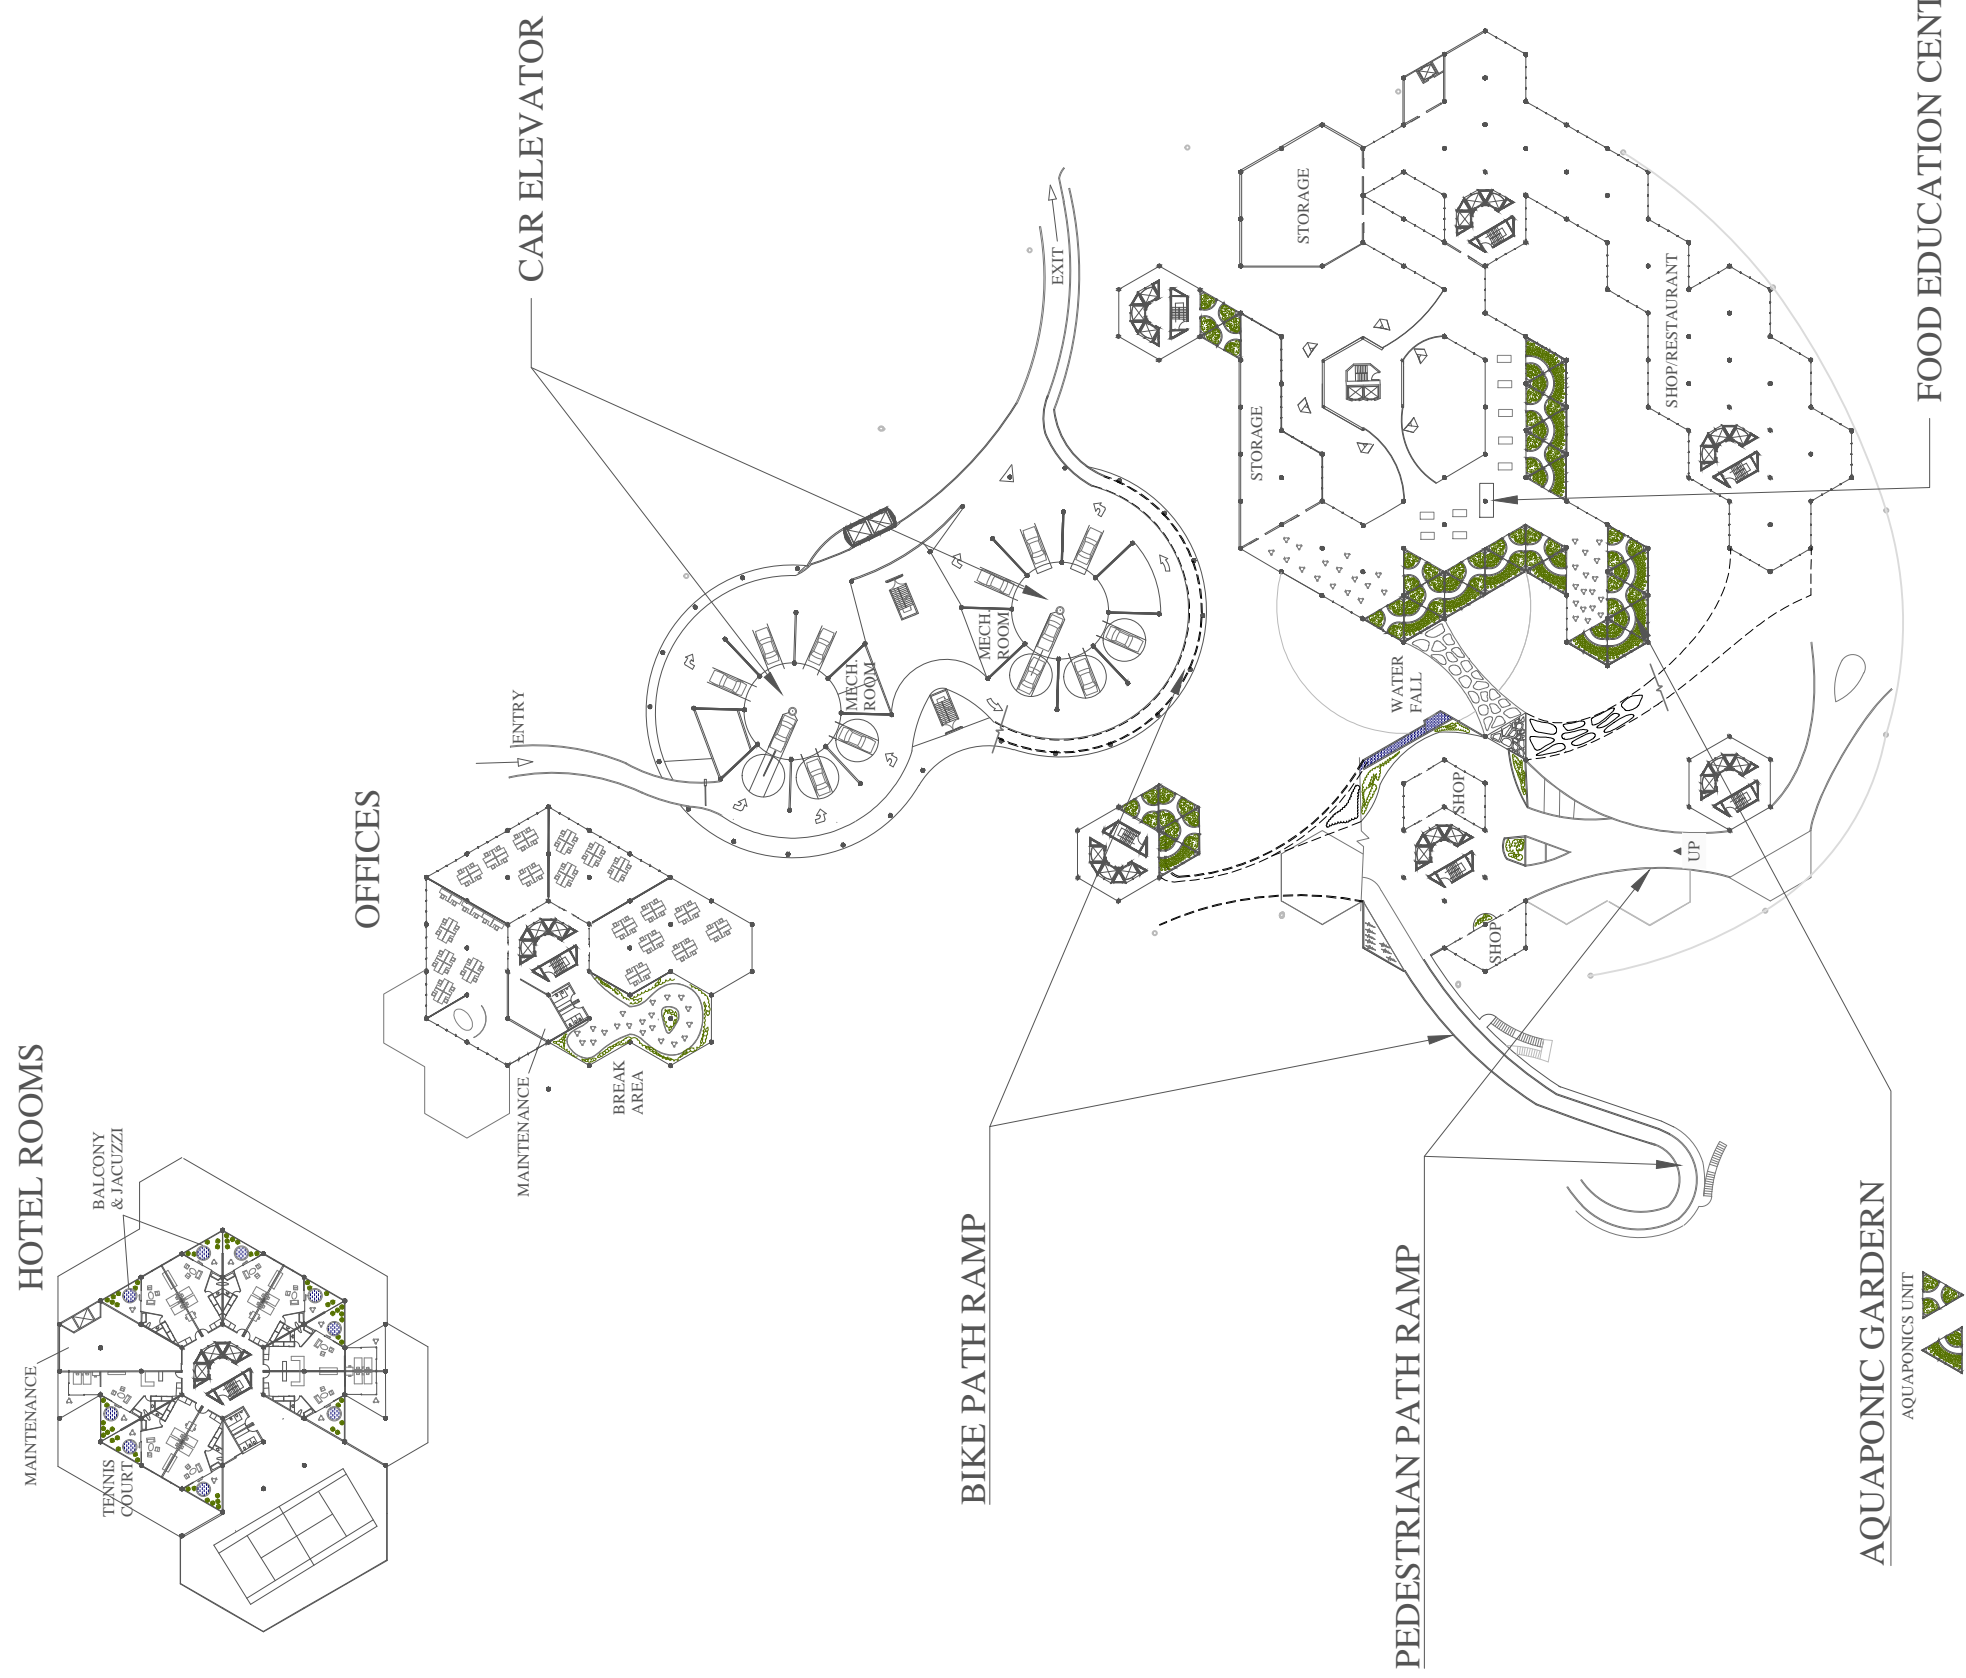 HOTEL ROOMS
BALCONY
& JACUZZI
MAINTENANCE
TENNIS
COURT
OFFICES
MAINTENANCE
BREAK
AREA
CAR ELEVATOR
ENTRY
EXIT
MECH.
ROOM
MECH.
ROOM
STORAGE
STORAGE
SHOP/RESTAURANT
FOOD EDUCATION CENT
WATER
FALL
SHOP
SHOP
UP
BIKE PATH RAMP
PEDESTRIAN PATH RAMP
AQUAPONIC GARDERN
AQUAPONICS UNIT